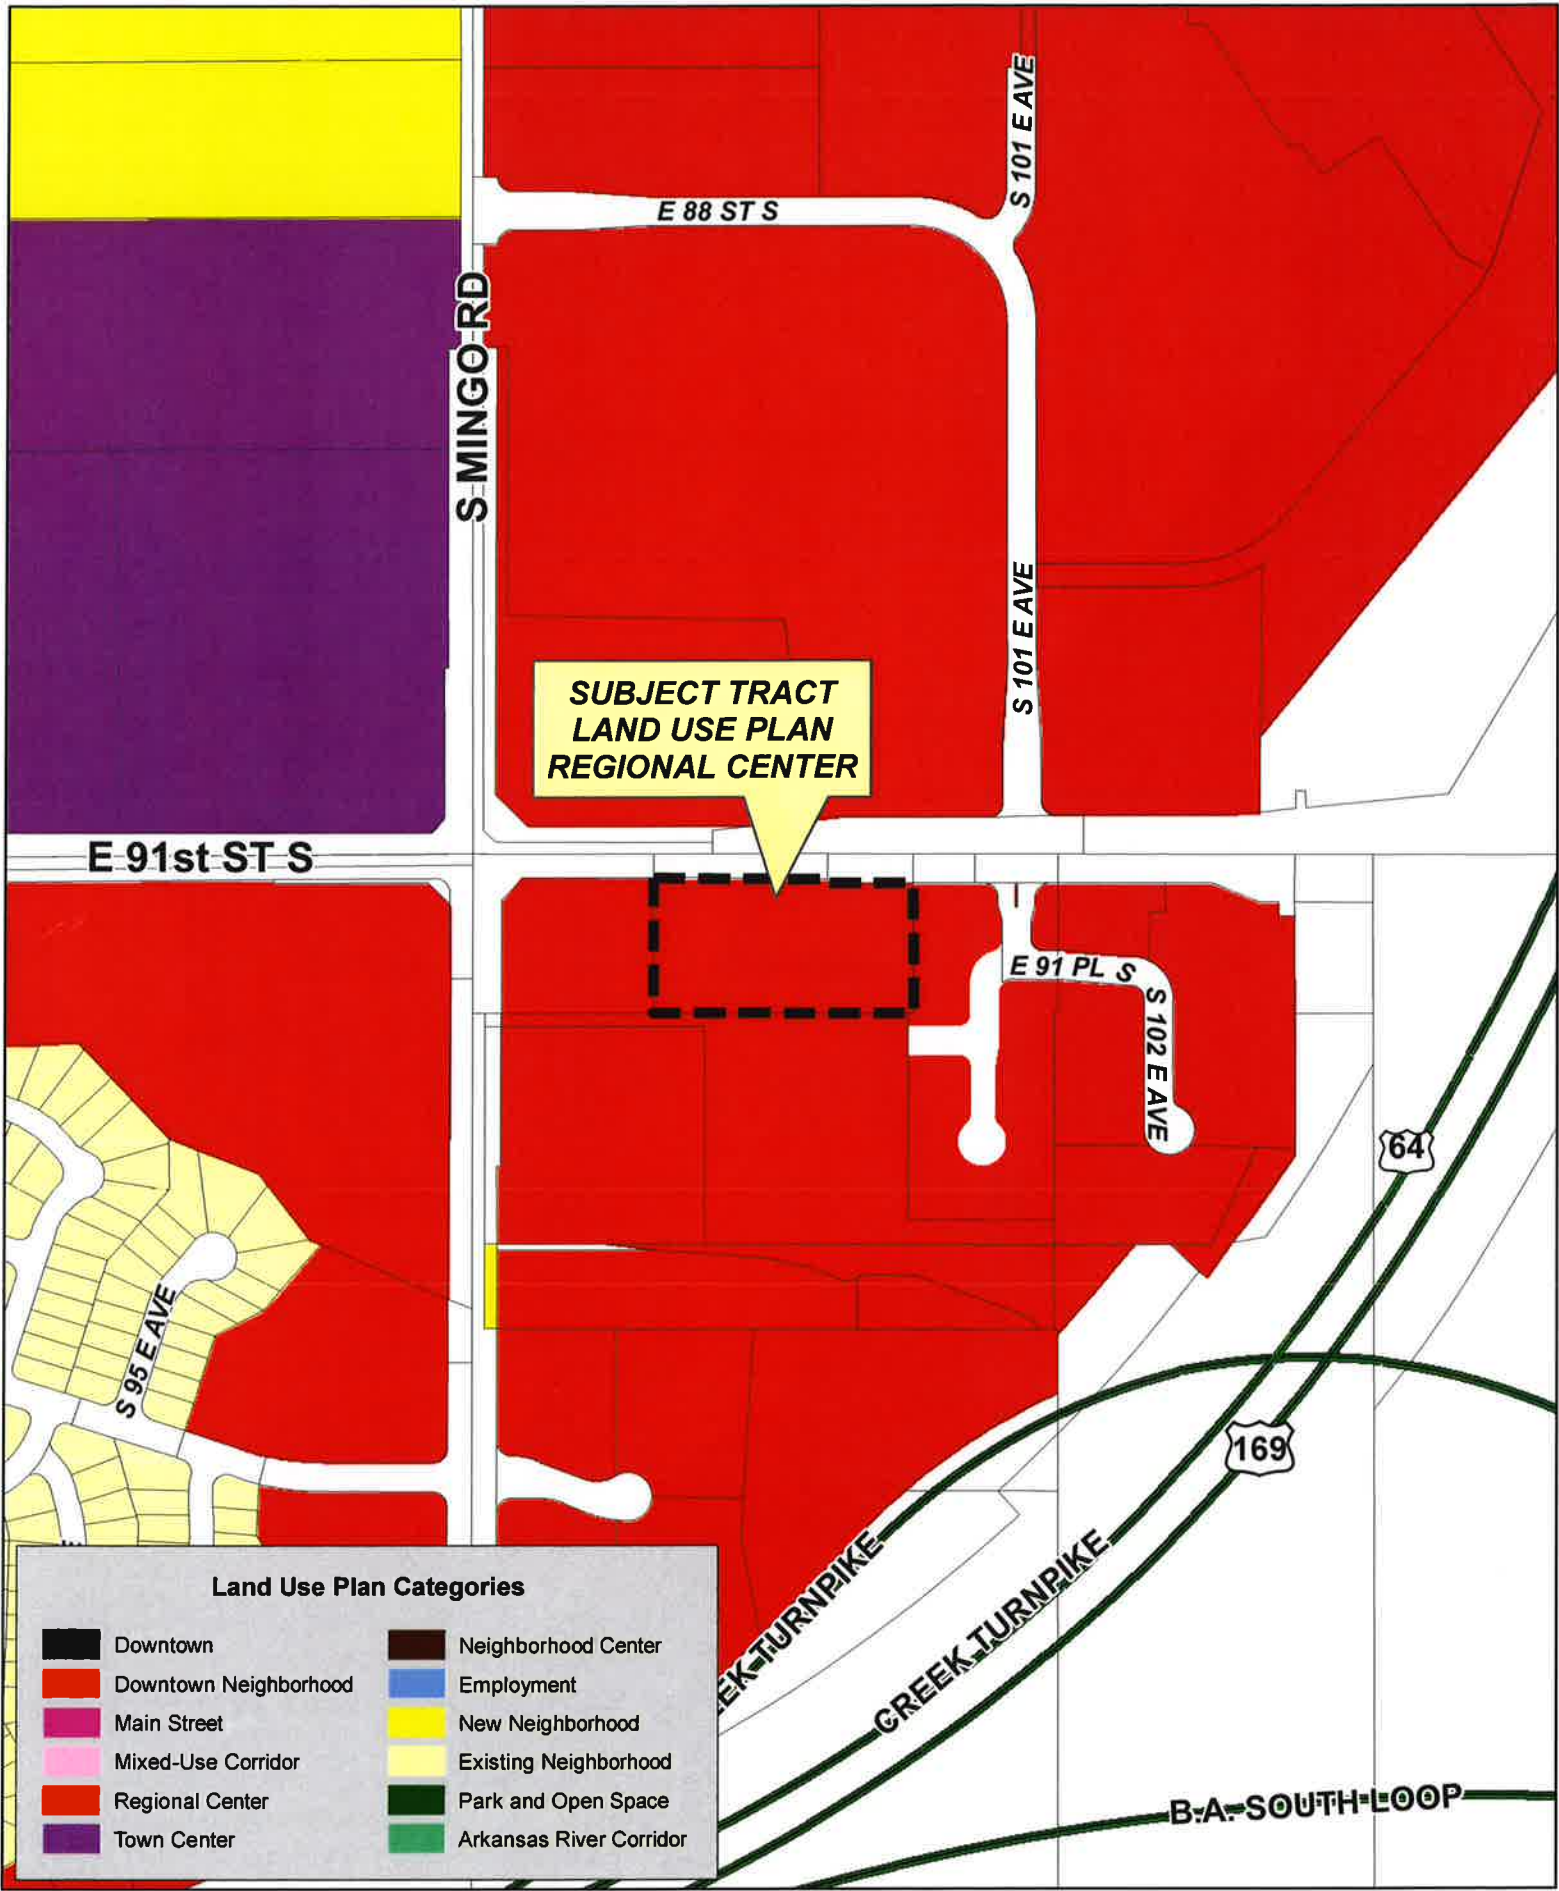 S 101 E AVE
E 88 ST S
S MINGO RD
S 101 E AVE
SUBJECT TRACT
LAND USE PLAN
REGIONAL CENTER
E 91st ST S
E 91 PL S
S 102 E AVE
64
S 95 E AVE
169
EEK TURNPIKE
CREEK TURNPIKE
B.A. SOUTH LOOP
Land Use Plan Categories
Downtown
Downtown Neighborhood
Main Street
Mixed-Use Corridor
Regional Center
Town Center
Neighborhood Center
Employment
New Neighborhood
Existing Neighborhood
Park and Open Space
Arkansas River Corridor